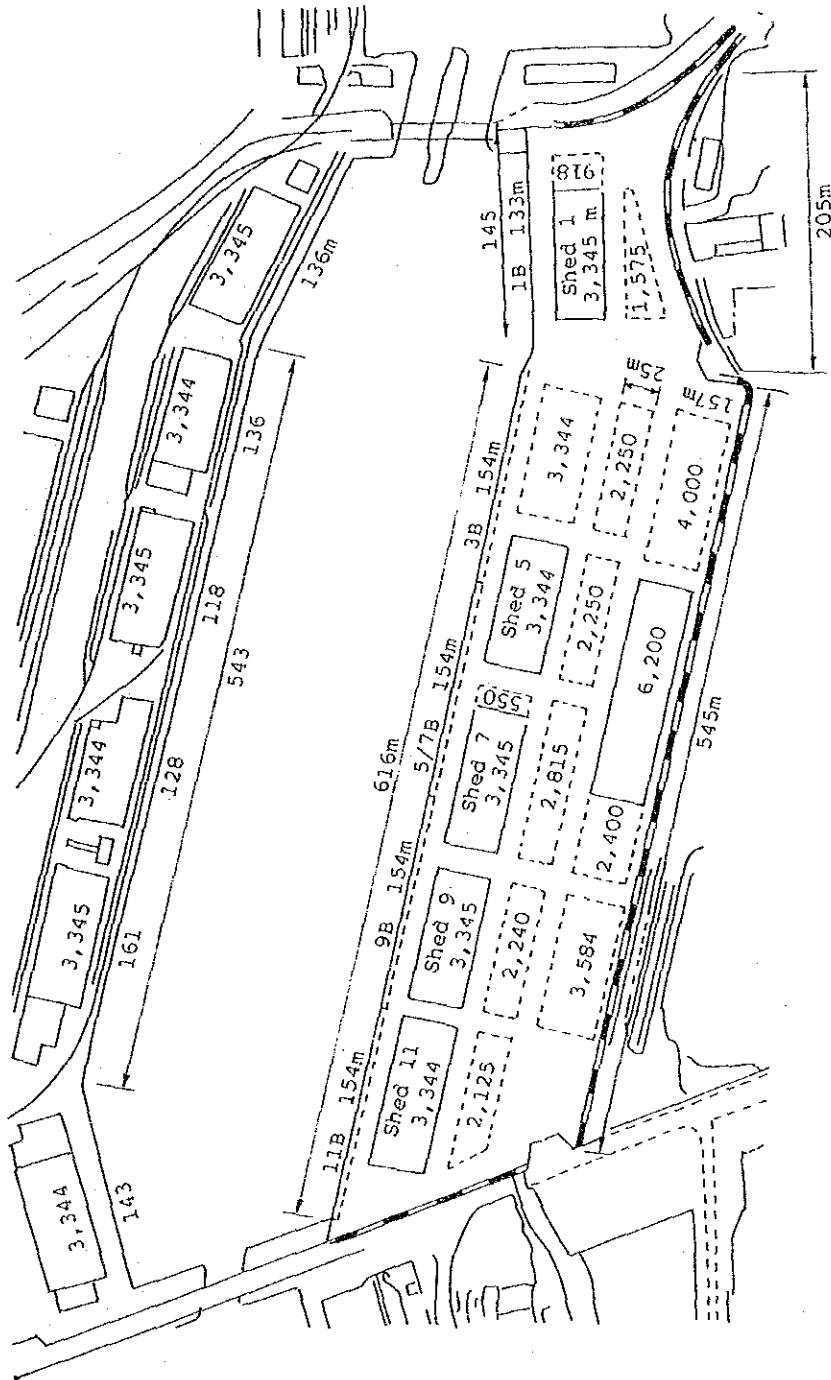 3,345
136m
3,344
136
3,345
118
543
3,344
128
3,345
161
3,344
143
145
1B 133m
918
Shed 1
3,345 m
1,575
205m
616m
3B 154m
3,344
2,250
25m
157m
4,000
Shed 5
3,344
2,250
6,200
545m
5/7B 154m
550
Shed 7
3,345
2,815
2,400
9B 154m
Shed 9
3,345
2,240
3,584
11B 154m
Shed 11
3,344
2,125